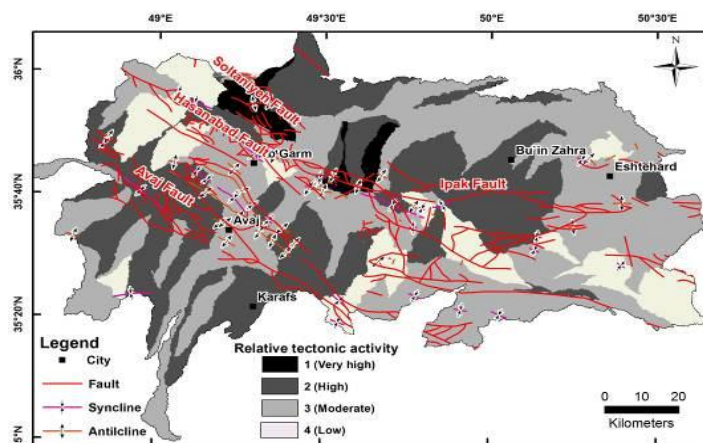 49°E 49°30'E 50°E 50°30'E
N
36°N
Soltaniyeh Fault
Hasanabad Fault
Garm
Bu'in Zahra
Eshtehard
35°40'N
Ipak Fault
Avaj Fault
Avaj
35°20'N
Karafs
Legend
City
Fault
Syncline
Antilcline
Relative tectonic activity
1 (Very high)
2 (High)
3 (Moderate)
4 (Low)
0 10 20
Kilometers
5°N